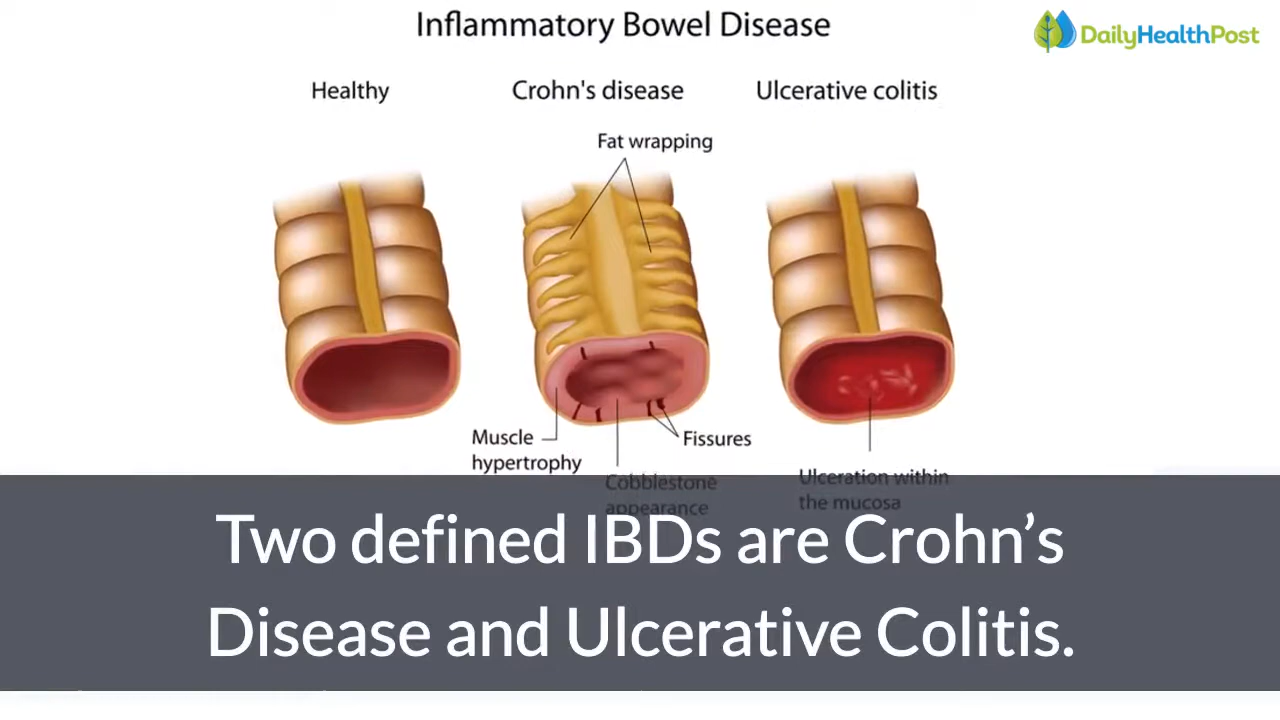 Inflammatory Bowel Disease
DailyHealthPost
Healthy
Crohn's disease
Ulcerative colitis
Fat wrapping
Muscle
hypertrophy
Cobblestone
appearance
Fissures
Ulceration within
the mucosa
Two defined IBDs are Crohn’s
Disease and Ulcerative Colitis.